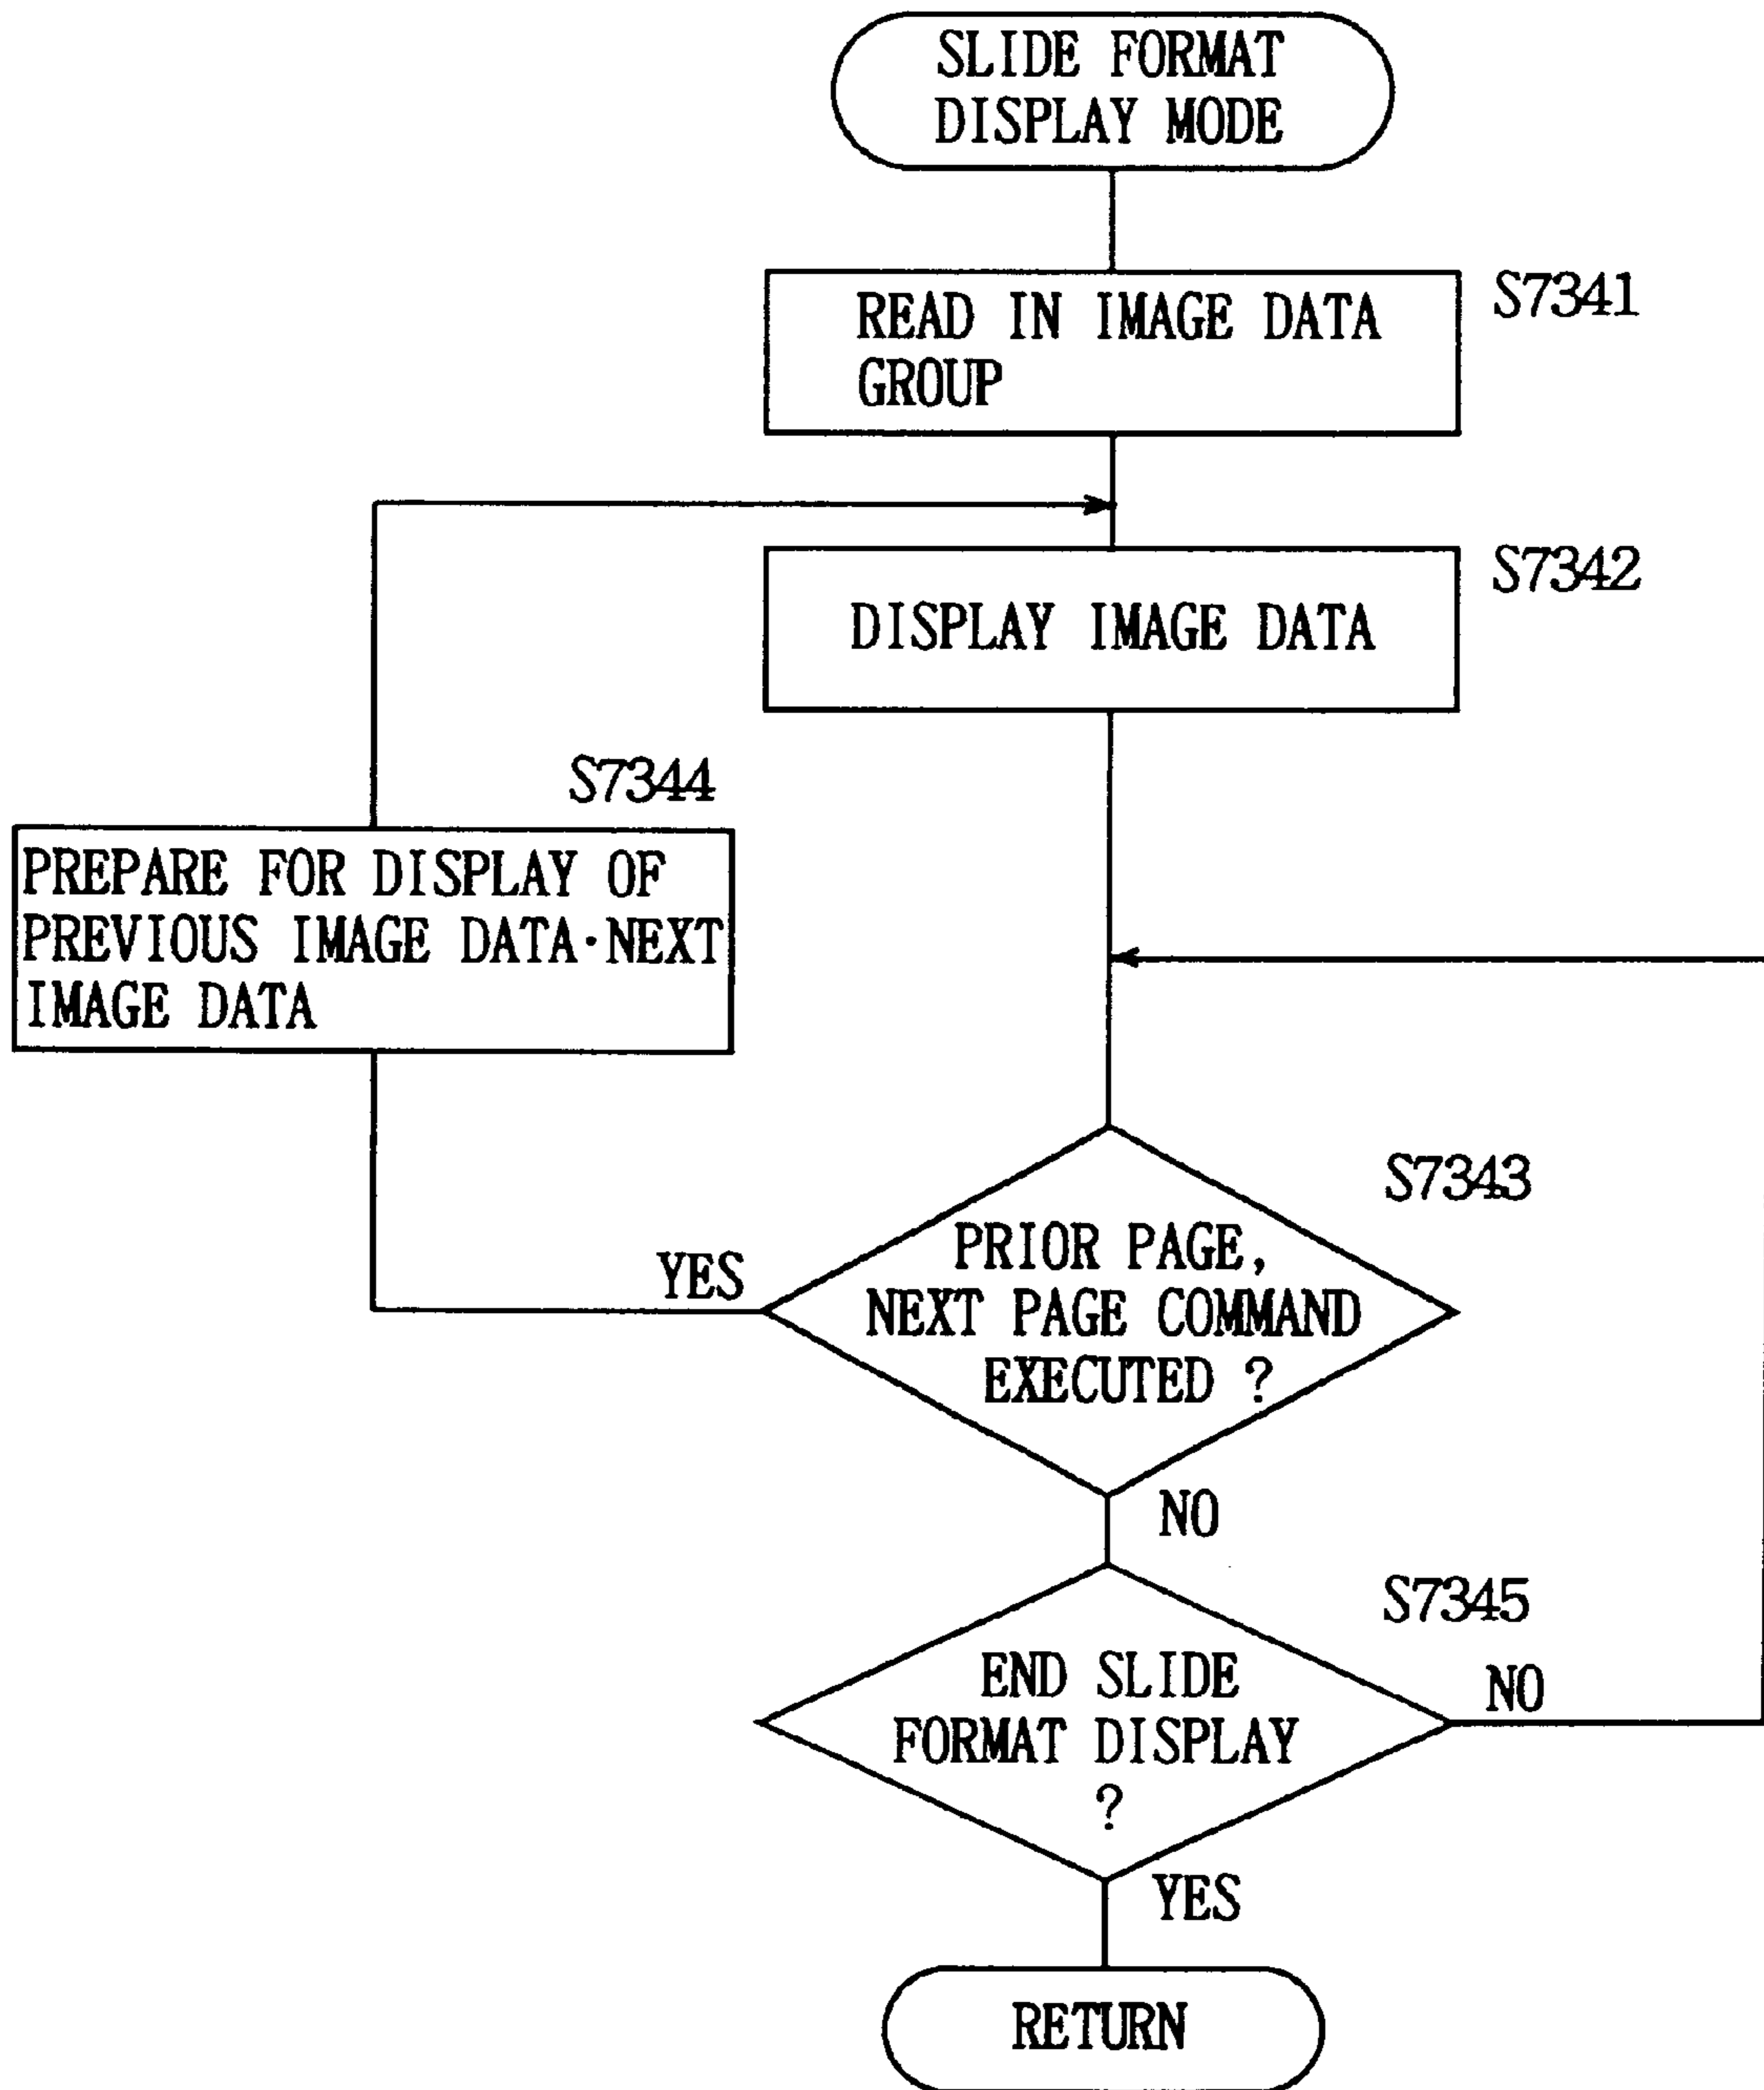 SLIDE FORMAT
DISPLAY MODE
S7341
READ IN IMAGE DATA
GROUP
S7342
DISPLAY IMAGE DATA
S7344
PREPARE FOR DISPLAY OF
PREVIOUS IMAGE DATA·NEXT
IMAGE DATA
S7343
PRIOR PAGE,
YES
NEXT PAGE COMMAND
EXECUTED ?
NO
S7345
END SLIDE
NO
FORMAT DISPLAY
?
YES
RETURN